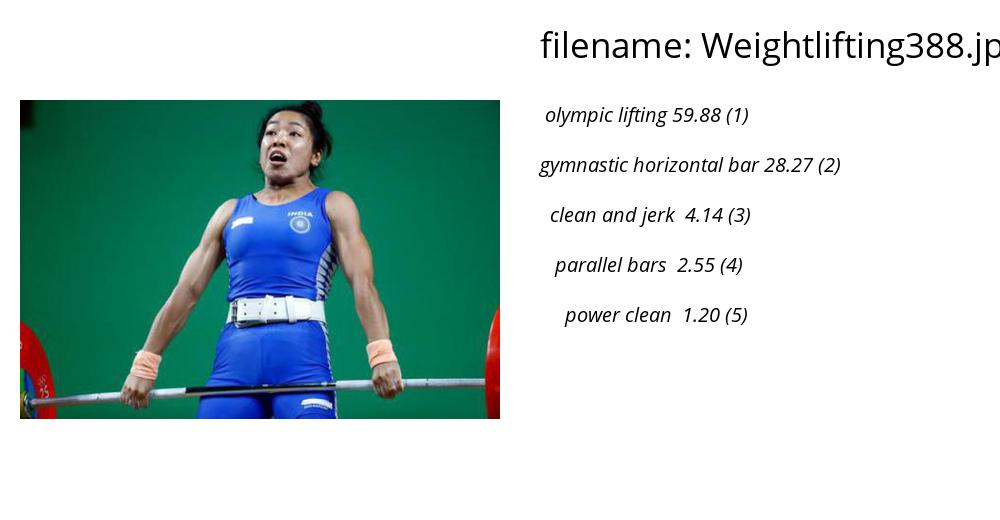 filename: Weightlifting388.jp
olympic lifting 59.88 (1)
gymnastic horizontal bar 28.27 (2)
clean and jerk 4.14 (3)
parallel bars 2.55 (4)
power clean 1.20 (5)
INDIA
25